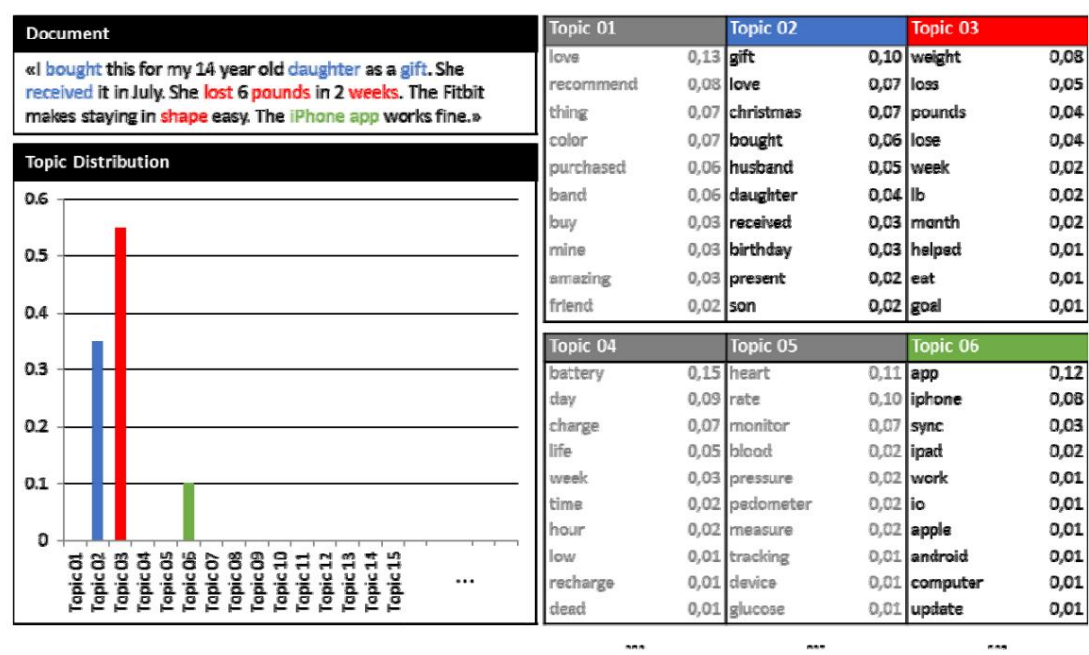 Document
«I bought this for my 14 year old daughter as a gift. She
received it in July. She lost 6 pounds in 2 weeks. The Fitbit
makes staying in shape easy. The iPhone app works fine.»
Topic Distribution
0.6
0.5
0.4
0.3
0.2
0.1
0
Topic 01
Topic 02
Topic 03
Topic 04
Topic 05
Topic 06
Topic 07
Topic 08
Topic 09
Topic 10
Topic 11
Topic 12
Topic 13
Topic 14
Topic 15
...
Topic 01 Topic 02 Topic 03
love 0,13 gift 0,10 weight 0,08
recommend 0,08 love 0,07 loss 0,05
thing 0,07 christmas 0,07 pounds 0,04
color 0,07 bought 0,06 lose 0,04
purchased 0,06 husband 0,05 week 0,02
band 0,06 daughter 0,04 lb 0,02
buy 0,03 received 0,03 month 0,02
mine 0,03 birthday 0,03 helped 0,01
amazing 0,03 present 0,02 eat 0,01
friend 0,02 son 0,02 goal 0,01
Topic 04 Topic 05 Topic 06
battery 0,15 heart 0,11 app 0,12
day 0,09 rate 0,10 iphone 0,08
charge 0,07 monitor 0,07 sync 0,03
life 0,05 blood 0,02 ipad 0,02
week 0,03 pressure 0,02 work 0,01
time 0,02 pedometer 0,02 io 0,01
hour 0,02 measure 0,02 apple 0,01
low 0,01 tracking 0,01 android 0,01
recharge 0,01 device 0,01 computer 0,01
dead 0,01 glucose 0,01 update 0,01